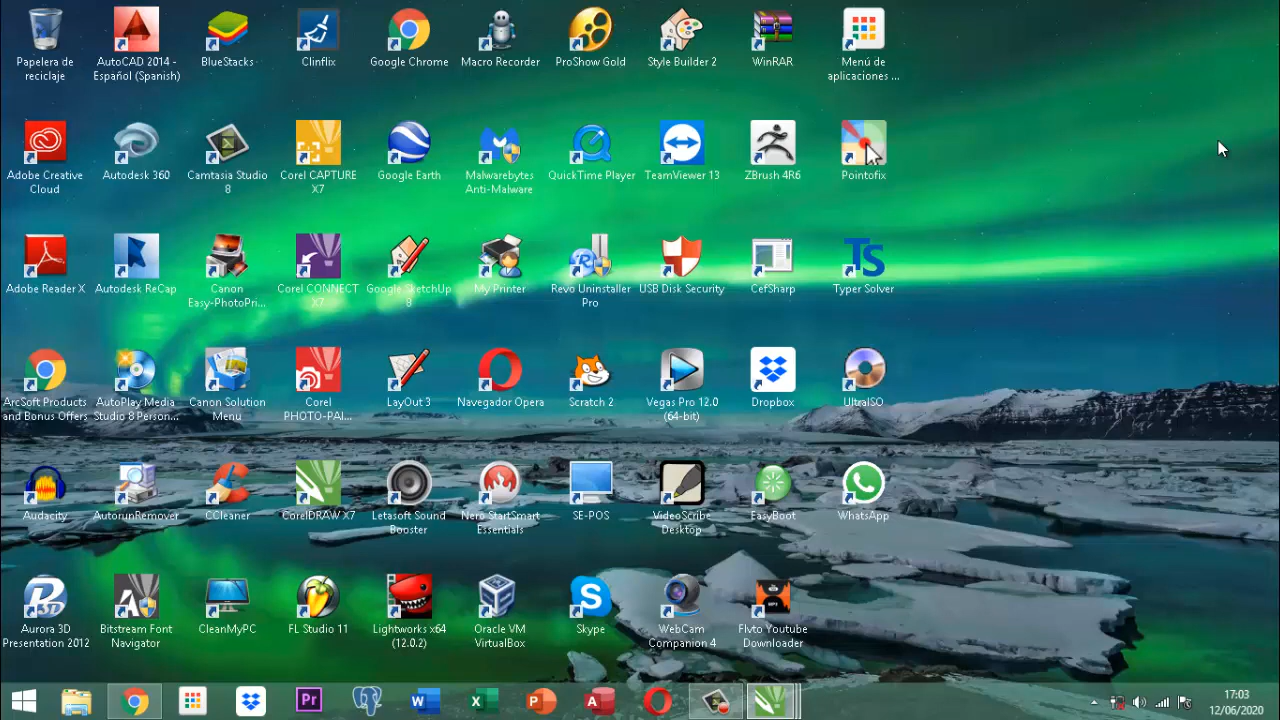 Papelera de
reciclaje
AutoCAD 2014 -
Español (Spanish)
BlueStacks
Clinflix
Google Chrome
Macro Recorder
ProShow Gold
Style Builder 2
WinRAR
Menú de
aplicaciones ...
Adobe Creative
Cloud
Autodesk 360
Camtasia Studio
8
Corel CAPTURE
X7
Google Earth
Malwarebytes
Anti-Malware
QuickTime Player
TeamViewer 13
ZBrush 4R6
Pointofix
Adobe Reader X
Autodesk ReCap
Canon
Easy-PhotoPri...
Corel CONNECT
X7
Google SketchUp
8
My Printer
Revo Uninstaller
Pro
USB Disk Security
CefSharp
TS
Typer Solver
ArcSoft Products
and Bonus Offers
AutoPlay Media
Studio 8 Person...
Canon Solution
Menu
Corel
PHOTO-PAI...
LayOut 3
Navegador Opera
Scratch 2
Vegas Pro 12.0
(64-bit)
Dropbox
UltraISO
Audacity
AutorunRemover
CCleaner
CorelDRAW X7
Letasoft Sound
Booster
Nero StartSmart
Essentials
SE-POS
VideoScribe
Desktop
EasyBoot
WhatsApp
Aurora 3D
Presentation 2012
Bitstream Font
Navigator
CleanMyPC
FL Studio 11
Lightworks x64
(12.0.2)
Oracle VM
VirtualBox
Skype
WebCam
Companion 4
Flvto Youtube
Downloader
Pr
17:03
12/06/2020